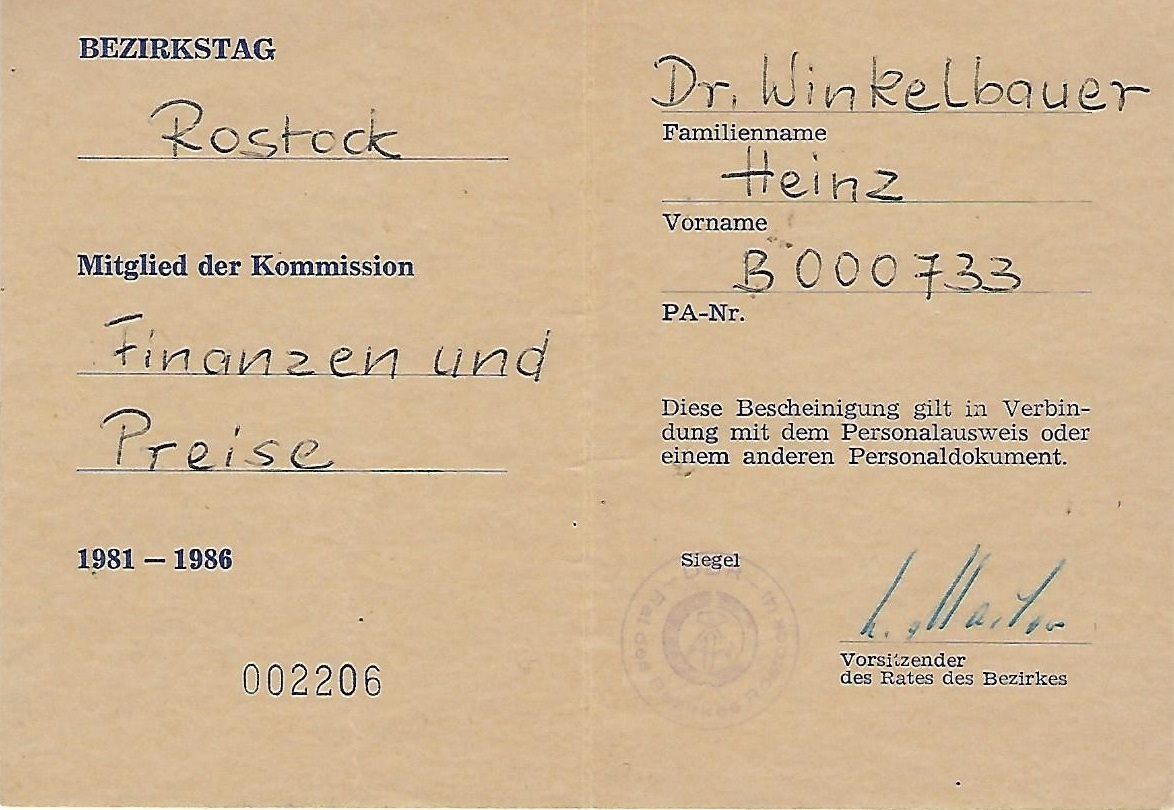 BEZIRKSTAG
Rostock
Mitglied der Kommission
Finanzen und
Preise
1981 — 1986
002206
Dr. Winkelbauer
Familienname
Heinz
Vorname
B 000733
PA-Nr.
Diese Bescheinigung gilt in Verbin-
dung mit dem Personalausweis oder
einem anderen Personaldokument.
Siegel
Vorsitzender
des Rates des Bezirkes